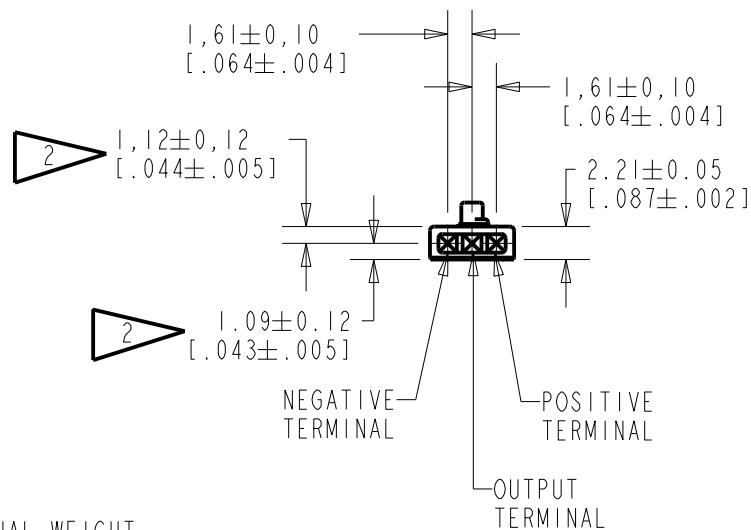 1,61±0,10
[.064±.004]
1,61±0,10
[.064±.004]
2
1,12±0,12
[.044±.005]
2.21±0.05
[.087±.002]
2
1.09±0.12
[.043±.005]
NEGATIVE
TERMINAL
POSITIVE
TERMINAL
OUTPUT
TERMINAL
WEIGHT